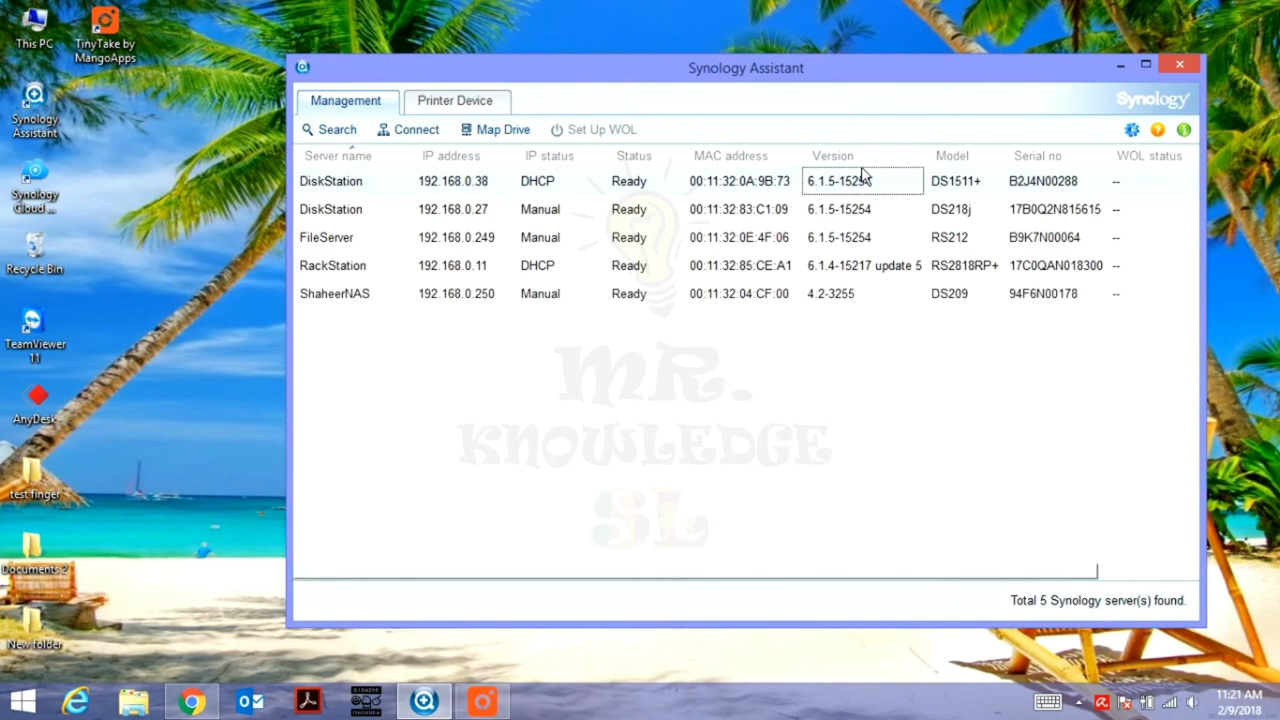 This PC
TinyTake by
MangoApps
Synology
Assistant
Synology
Cloud ...
Recycle Bin
TeamViewer
11
AnyDesk
test finger
Documents 2
New folder
Synology Assistant
Management Printer Device
Synology
Search Connect Map Drive Set Up WOL
Server name IP address IP status Status MAC address Version Model Serial no WOL status
DiskStation 192.168.0.38 DHCP Ready 00:11:32:0A:9B:73 6.1.5-15254 DS1511+ B2J4N00288 --
DiskStation 192.168.0.27 Manual Ready 00:11:32:83:C1:09 6.1.5-15254 DS218j 17B0Q2N815615 --
FileServer 192.168.0.249 Manual Ready 00:11:32:0E:4F:06 6.1.5-15254 RS212 B9K7N00064 --
RackStation 192.168.0.11 DHCP Ready 00:11:32:85:CE:A1 6.1.4-15217 update 5 RS2818RP+ 17C0QAN018300 --
ShaheerNAS 192.168.0.250 Manual Ready 00:11:32:04:CF:00 4.2-3255 DS209 94F6N00178 --
MR.
KNOWLEDGE
SL
Total 5 Synology server(s) found.
11:21 AM
2/9/2018